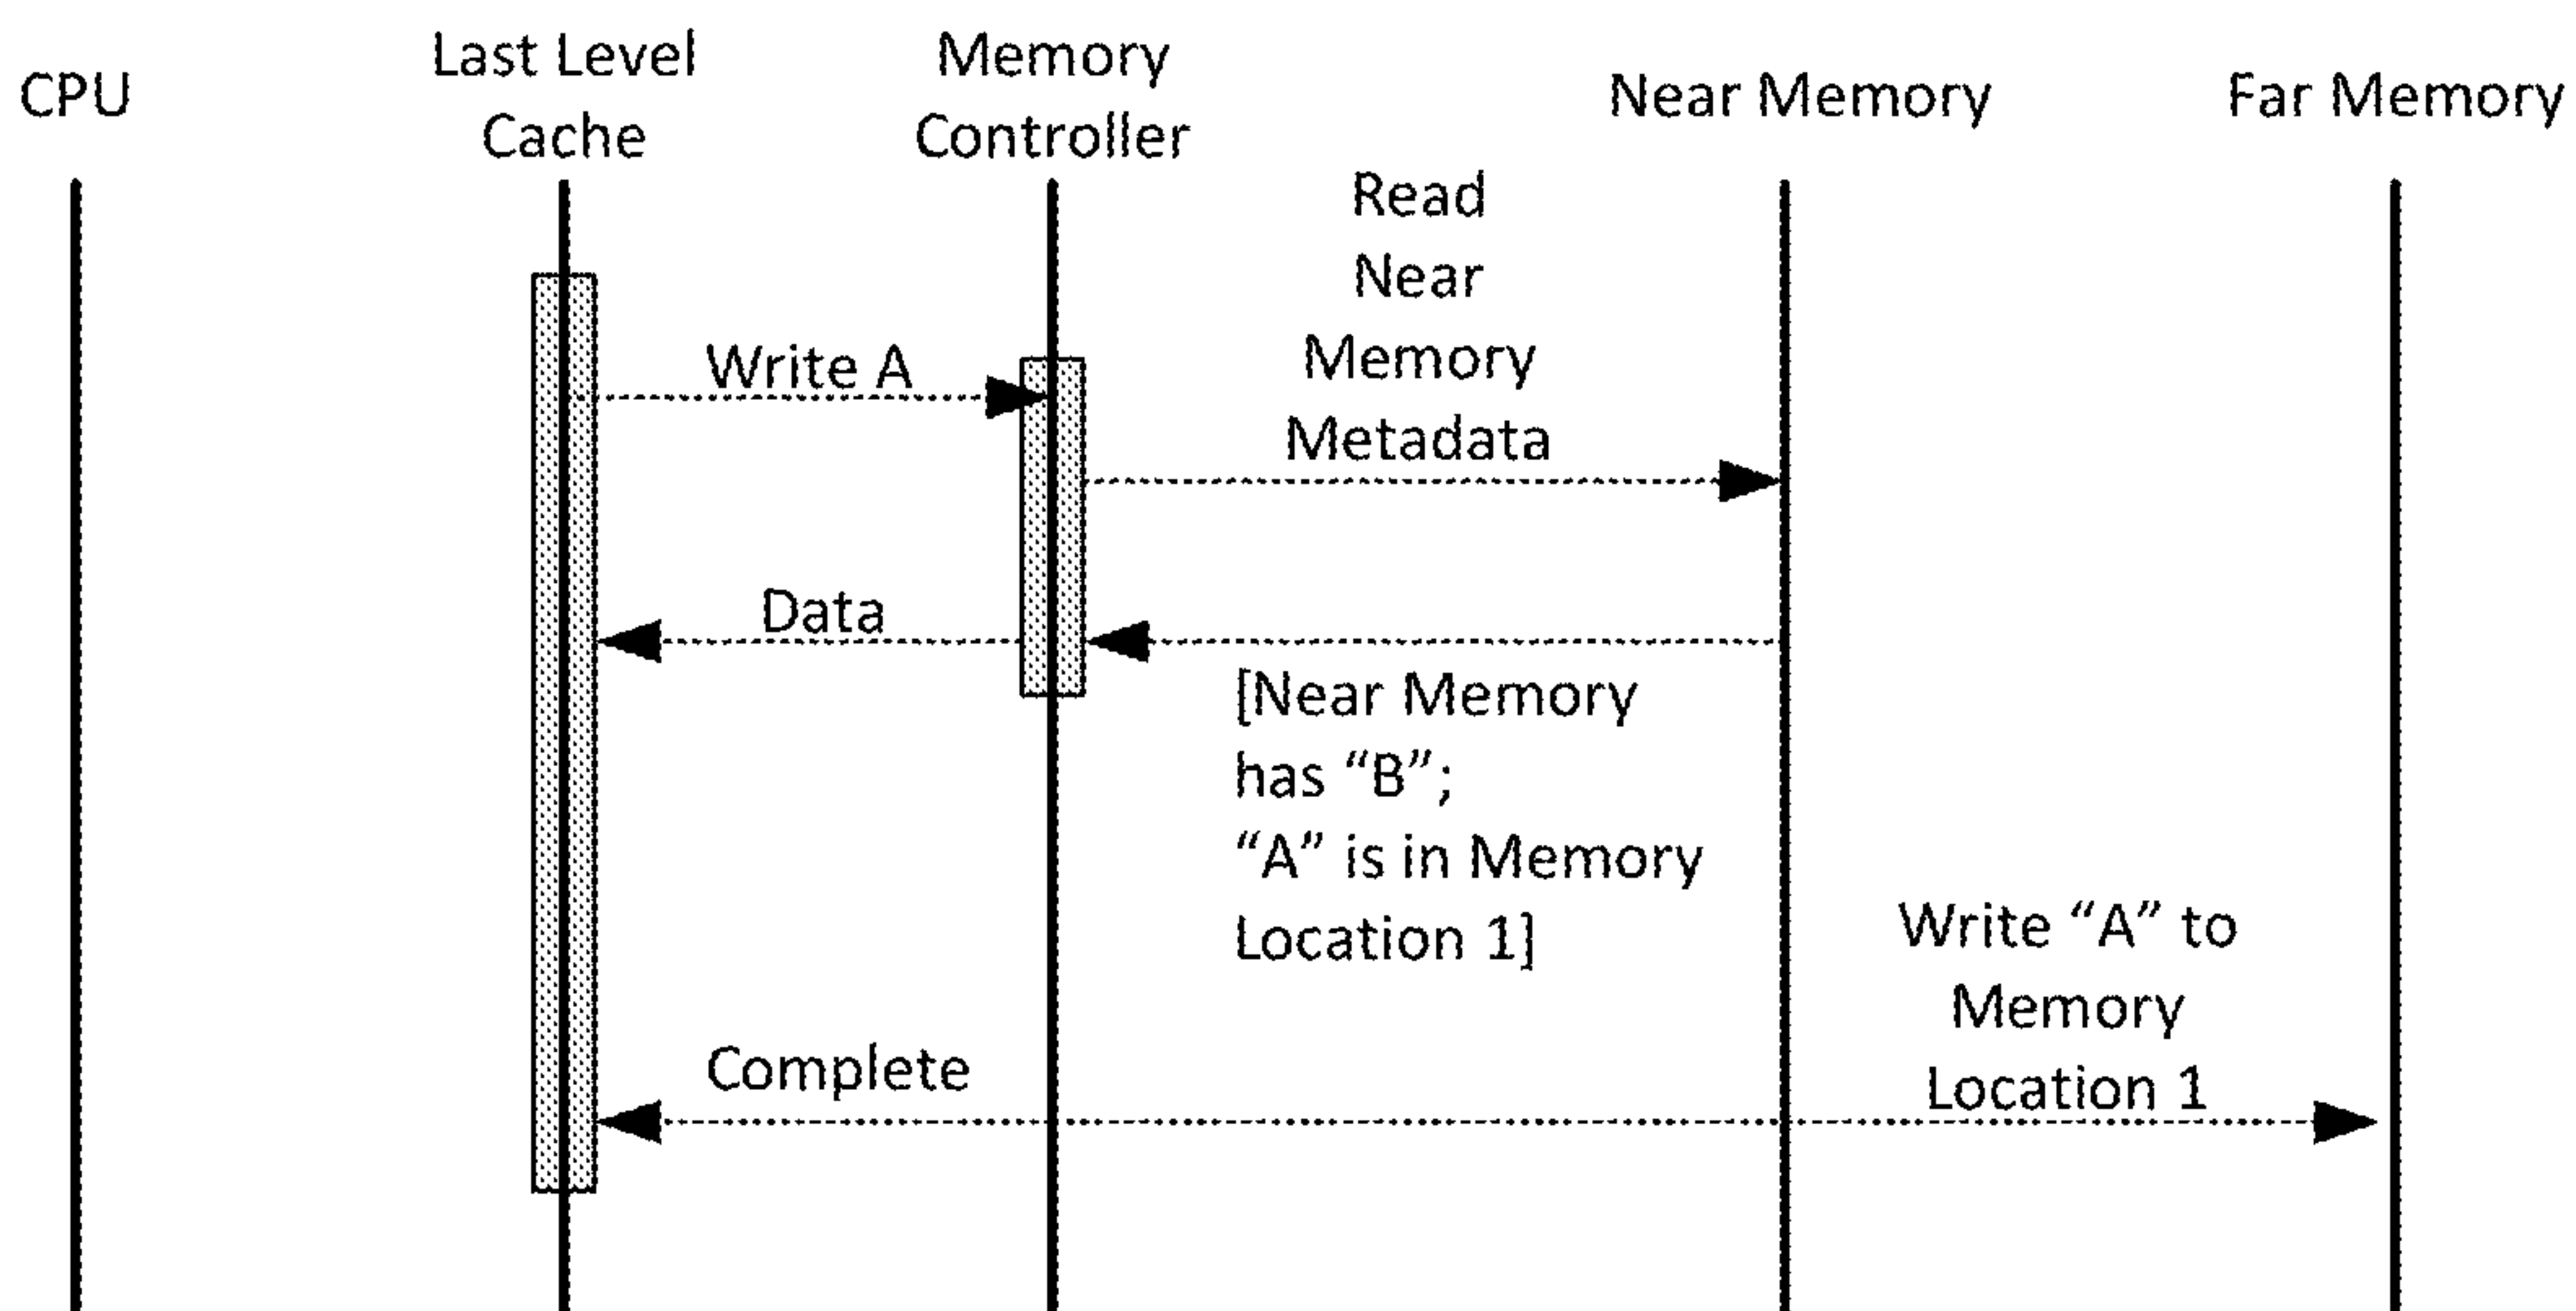 CPU
Last Level
Cache
Memory
Controller
Near Memory
Far Memory
Read
Near
Memory
Metadata
Write A
Data
[Near Memory
has “B”;
“A” is in Memory
Location 1]
Write “A” to
Memory
Location 1
Complete